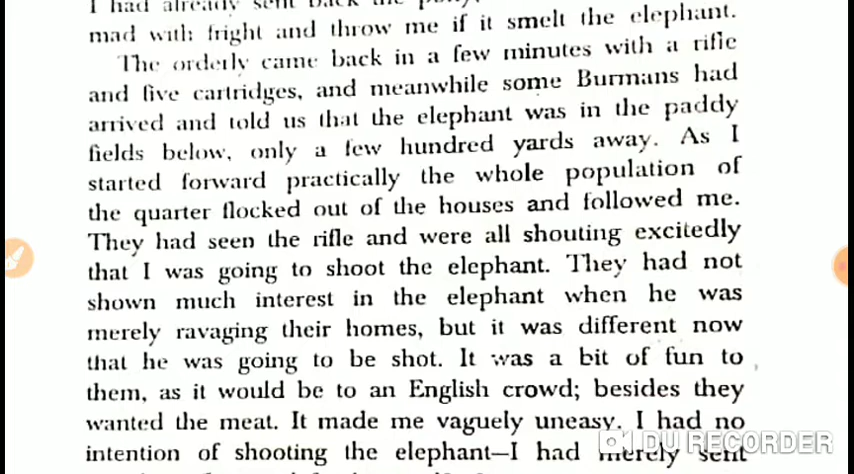 I had already sent back the pony,
mad with fright and throw me if it smelt the elephant.
The orderly came back in a few minutes with a rifle
and five cartridges, and meanwhile some Burmans had
arrived and told us that the elephant was in the paddy
fields below, only a few hundred yards away. As I
started forward practically the whole population of
the quarter flocked out of the houses and followed me.
They had seen the rifle and were all shouting excitedly
that I was going to shoot the elephant. They had not
shown much interest in the elephant when he was
merely ravaging their homes, but it was different now
that he was going to be shot. It was a bit of fun to
them, as it would be to an English crowd; besides they
wanted the meat. It made me vaguely uneasy. I had no
intention of shooting the elephant—I had merely sent
DU RECORDER